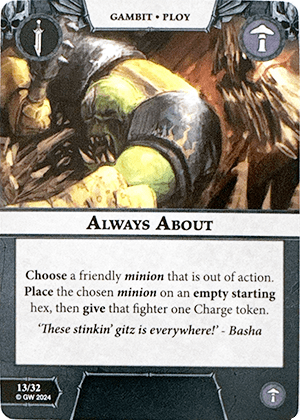 GAMBIT • PLOY
ALWAYS ABOUT
Choose a friendly minion that is out of action.
Place the chosen minion on an empty starting
hex, then give that fighter one Charge token.
‘These stinkin’ gitz is everywhere!’ - Basha
13/32
© GW 2024